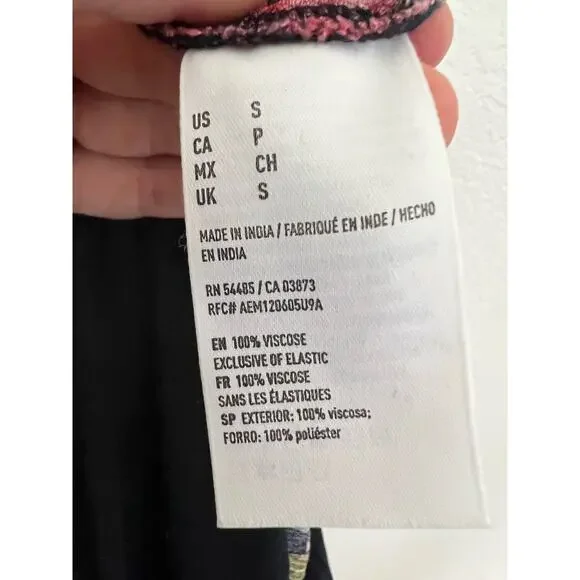 US S
CA P
MX CH
UK S
MADE IN INDIA / FABRIQUÉ EN INDE / HECHO
EN INDIA
RN 54485 / CA 03873
RFC# AEM120605U9A
EN 100% VISCOSE
EXCLUSIVE OF ELASTIC
FR 100% VISCOSE
SANS LES ÉLASTIQUES
SP EXTERIOR: 100% viscosa;
FORRO: 100% poliéster